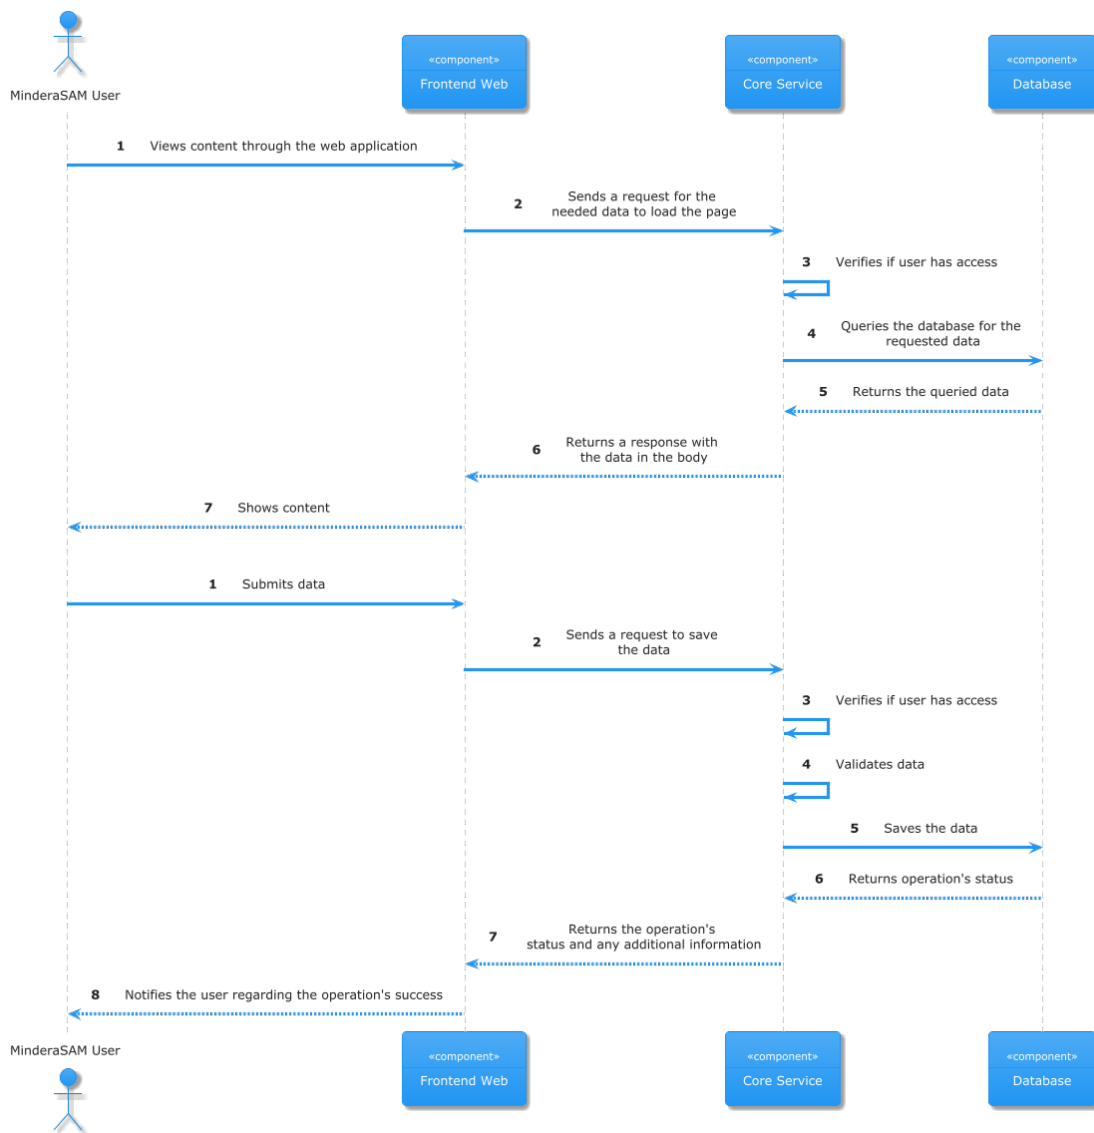 MinderaSAM User
«component»
Frontend Web
«component»
Core Service
«component»
Database
1 Views content through the web application
2 Sends a request for the
needed data to load the page
3 Verifies if user has access
4 Queries the database for the
requested data
5 Returns the queried data
6 Returns a response with
the data in the body
7 Shows content
1 Submits data
2 Sends a request to save
the data
3 Verifies if user has access
4 Validates data
5 Saves the data
6 Returns operation's status
7 Returns the operation's
status and any additional information
8 Notifies the user regarding the operation's success
MinderaSAM User
«component»
Frontend Web
«component»
Core Service
«component»
Database